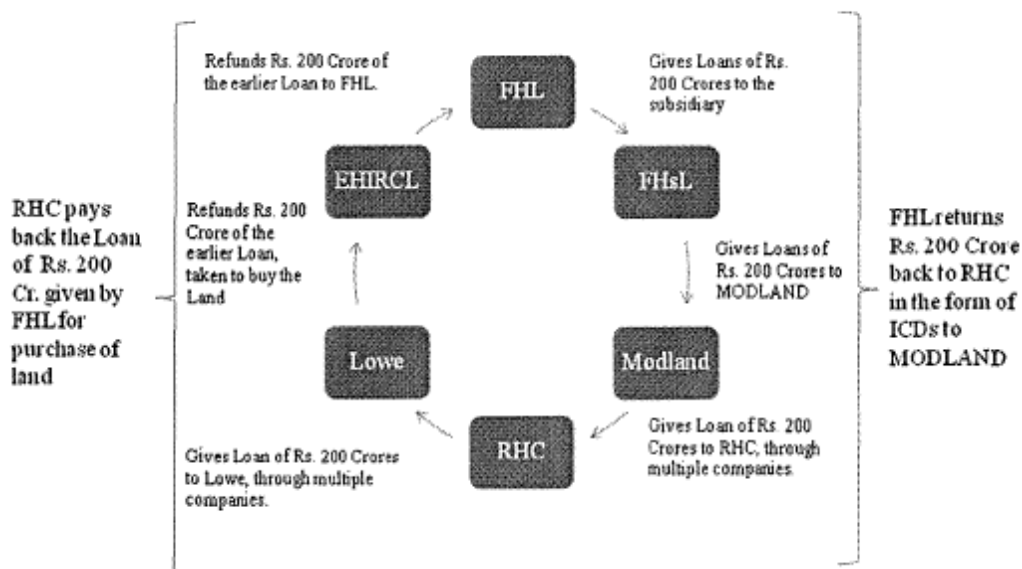 Refunds Rs. 200 Crore of
the earlier Loan to FHL.
FHL
Gives Loans of Rs.
200 Crores to the
subsidiary
EHIRCL
FHsL
RHC pays
back the Loan
of Rs. 200
Cr. given by
FHL for
purchase of
land
Refunds Rs. 200
Crore of the
earlier Loan,
taken to buy the
Land
Gives Loans of
Rs. 200 Crores to
MODLAND
FHL returns
Rs. 200 Crore
back to RHC
in the form of
ICDs to
MODLAND
Lowe
Modland
RHC
Gives Loan of Rs. 200 Crores
to Lowe, through multiple
companies.
Gives Loan of Rs. 200
Crores to RHC, through
multiple companies.